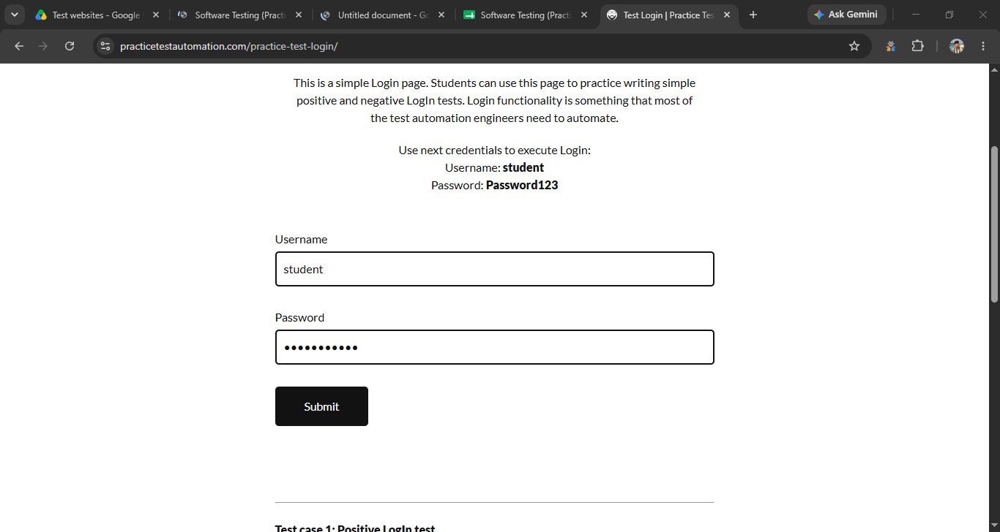 Test websites - Google
Software Testing (Practi
Untitled document - Go
Software Testing (Practi
Test Login | Practice Tes
Ask Gemini
practicetestautomation.com/practice-test-login/
This is a simple Login page. Students can use this page to practice writing simple
positive and negative LogIn tests. Login functionality is something that most of
the test automation engineers need to automate.
Use next credentials to execute Login:
Username: student
Password: Password123
Username
student
Password
•••••••••••
Submit
Test case 1: Positive LogIn test